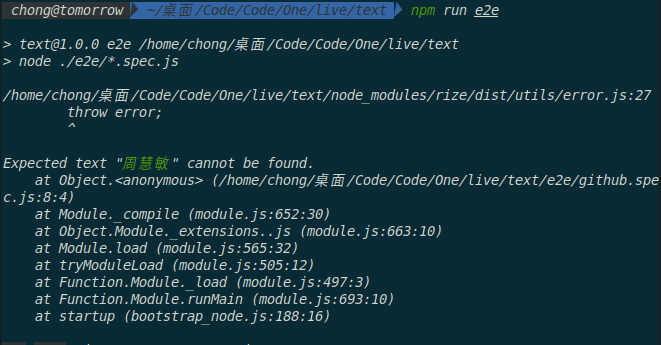 chong@tomorrow ~/桌面/Code/Code/One/live/text npm run e2e
> text@1.0.0 e2e /home/chong/桌面/Code/Code/One/live/text
> node ./e2e/*.spec.js
/home/chong/桌面/Code/Code/One/live/text/node_modules/rize/dist/utils/error.js:27
throw error;
^
Expected text "周慧敏" cannot be found.
at Object.<anonymous> (/home/chong/桌面/Code/Code/One/live/text/e2e/github.spe
c.js:8:4)
at Module._compile (module.js:652:30)
at Object.Module._extensions..js (module.js:663:10)
at Module.load (module.js:565:32)
at tryModuleLoad (module.js:505:12)
at Function.Module._load (module.js:497:3)
at Function.Module.runMain (module.js:693:10)
at startup (bootstrap_node.js:188:16)